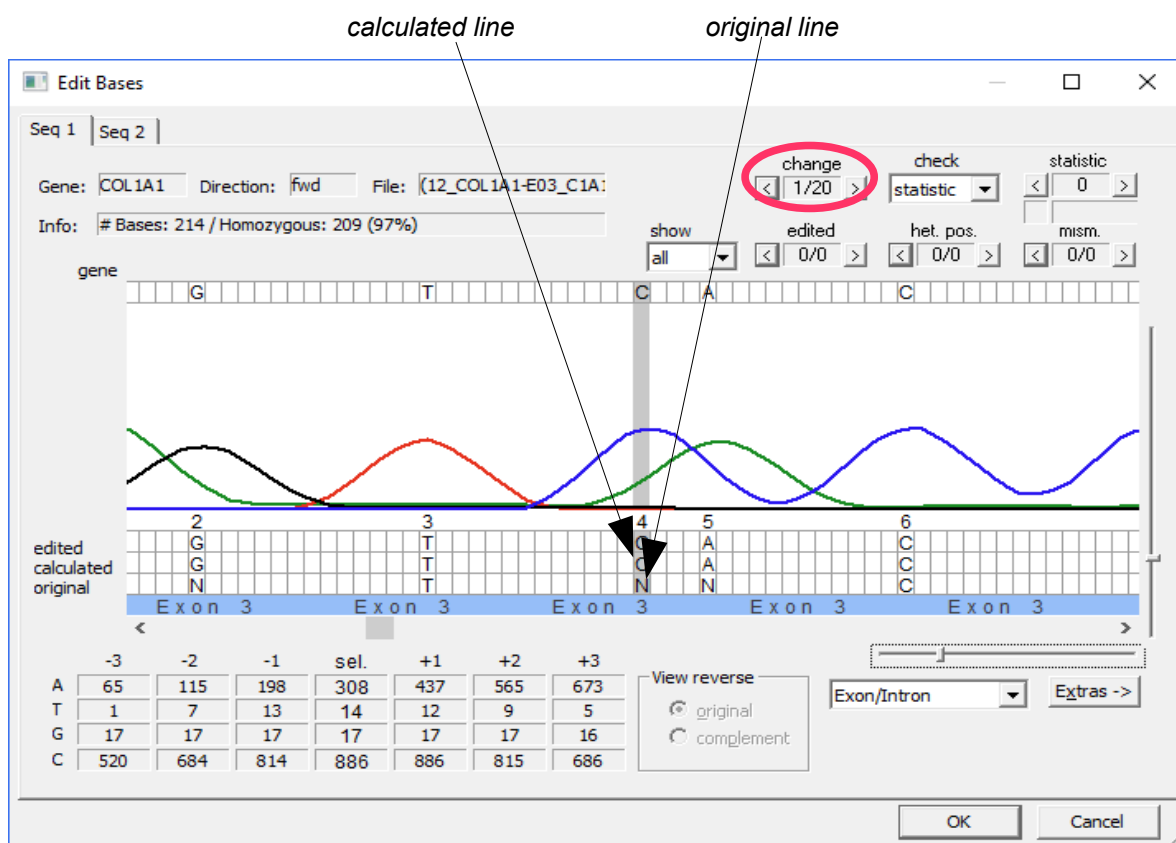 calculated line original line
Edit Bases
Seq 1 Seq 2
change check statistic
Gene: COL1A1 Direction: fwd File: (12_COL1A1-E03_C1A1 < 1/20 > statistic < 0 >
Info: # Bases: 214 / Homozygous: 209 (97%)
show edited het. pos. mism.
all < 0/0 > < 0/0 > < 0/0 >
gene
G T C A C
2 3 4 5 6
edited G T C A C
calculated G T C A C
original N T N N C
Exon 3 Exon 3 Exon 3 Exon 3 Exon 3
< >
-3 -2 -1 sel. +1 +2 +3
A 65 115 198 308 437 565 673
T 1 7 13 14 12 9 5
G 17 17 17 17 17 17 16
C 520 684 814 886 886 815 686
View reverse
original
complement
Exon/Intron Extras ->
OK Cancel